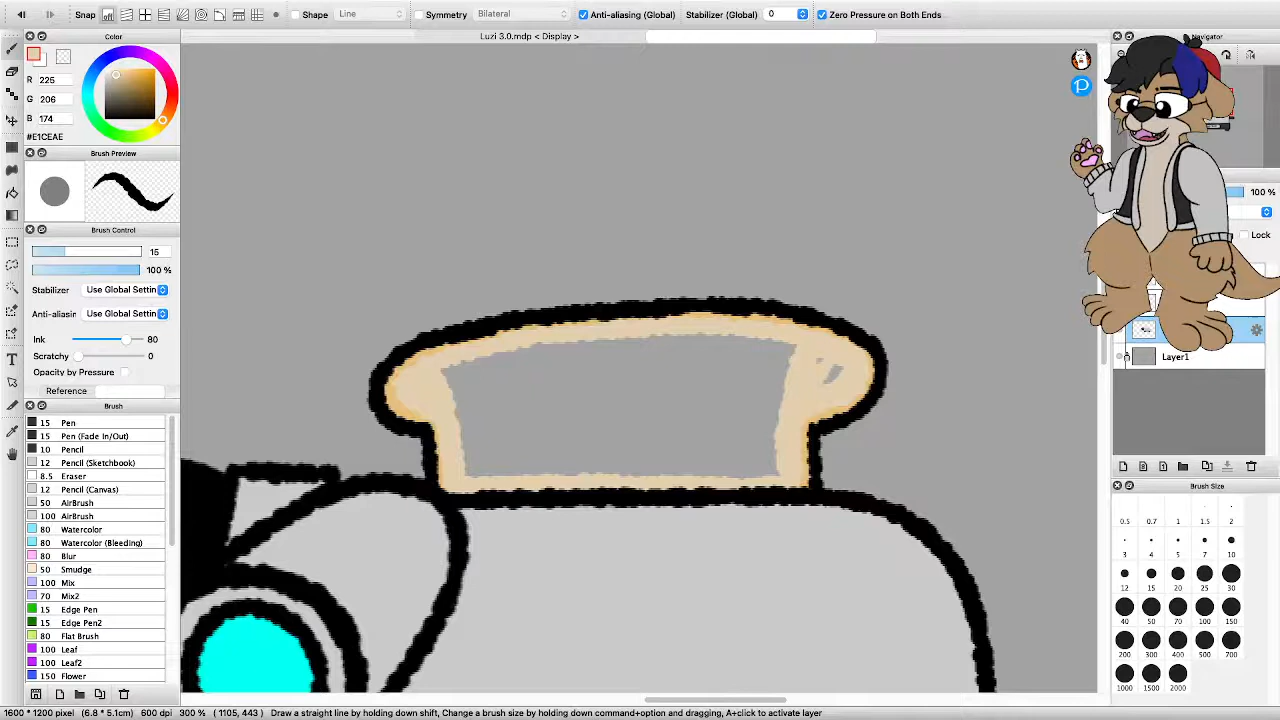 Snap
Shape Line
Symmetry Bilateral
Anti-aliasing (Global)
Stabilizer (Global) 0
Zero Pressure on Both Ends
Color
Luzi 3.0.mdp < Display >
R 225
G 206
B 174
#E1CEAE
Brush Preview
Brush Control
15
100 %
Stabilizer Use Global Settin
Anti-aliasin Use Global Settin
Ink 80
Scratchy 0
Opacity by Pressure
Reference
Brush
15 Pen
15 Pen (Fade In/Out)
10 Pencil
12 Pencil (Sketchbook)
8.5 Eraser
12 Pencil (Canvas)
50 AirBrush
100 AirBrush
80 Watercolor
80 Watercolor (Bleeding)
80 Blur
50 Smudge
100 Mix
70 Mix2
15 Edge Pen
15 Edge Pen2
80 Flat Brush
100 Leaf
100 Leaf2
150 Flower
Navigator
100 %
Lock
Layer1
Brush Size
0.5 0.7 1 1.5 2
3 4 5 7 10
12 15 20 25 30
40 50 70 100 150
200 300 400 500 700
1000 1500 2000
1600 * 1200 pixel (6.8 * 5.1cm) 600 dpi 300 % ( 1105, 443 ) Draw a straight line by holding down shift, Change a brush size by holding down command+option and dragging, A+click to activate layer